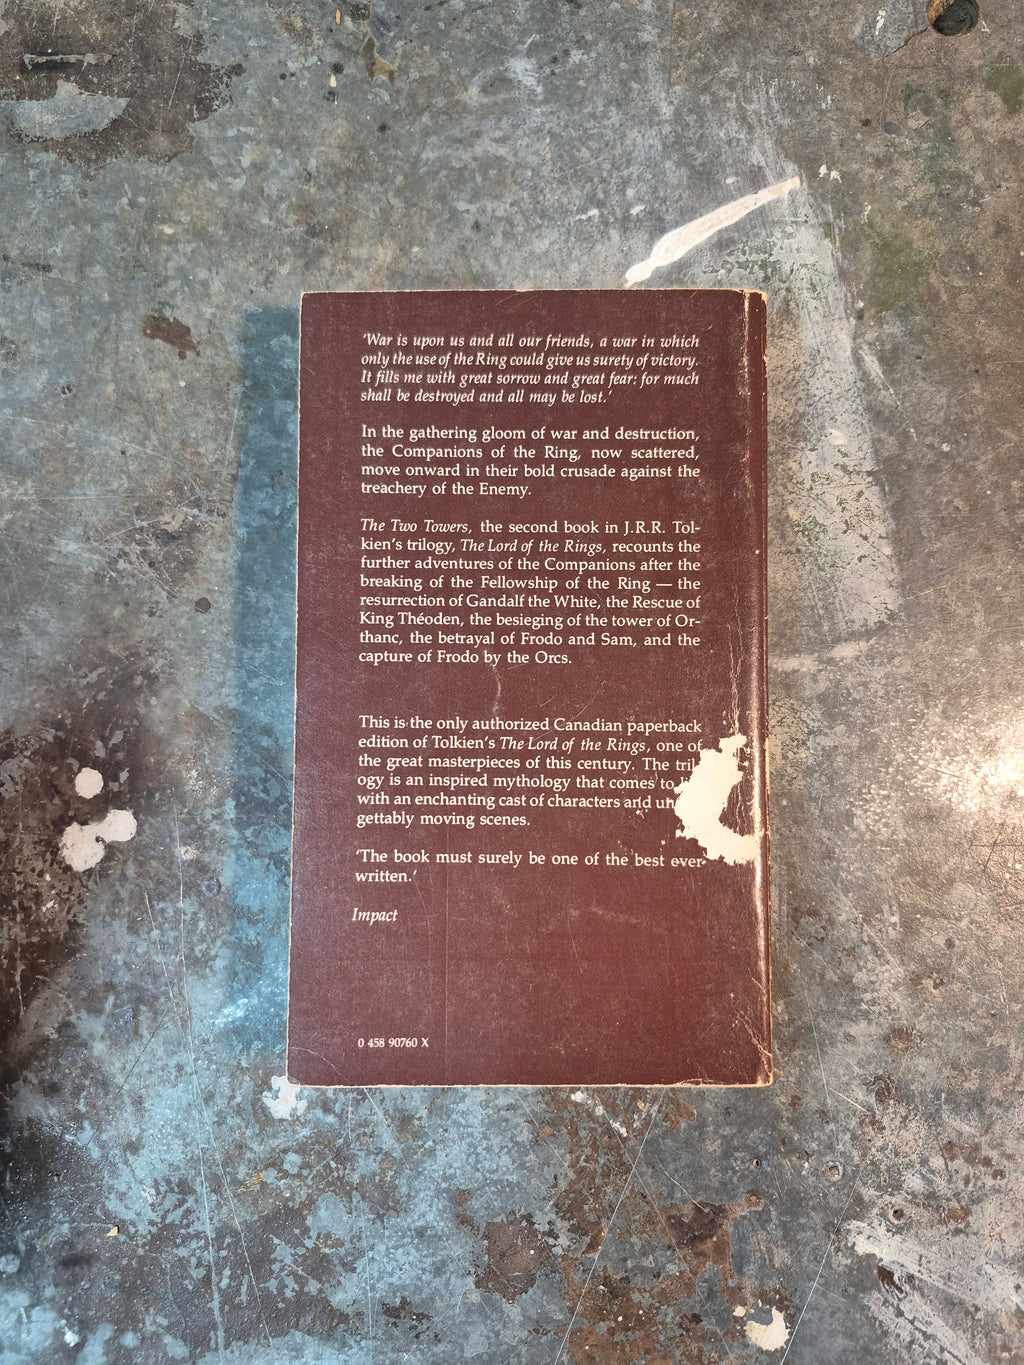 'War is upon us and all our friends, a war in which
only the use of the Ring could give us surety of victory.
It fills me with great sorrow and great fear: for much
shall be destroyed and all may be lost.'
In the gathering gloom of war and destruction,
the Companions of the Ring, now scattered,
move onward in their bold crusade against the
treachery of the Enemy.
The Two Towers, the second book in J.R.R. Tol-
kien's trilogy, The Lord of the Rings, recounts the
further adventures of the Companions after the
breaking of the Fellowship of the Ring — the
resurrection of Gandalf the White, the Rescue of
King Théoden, the besieging of the tower of Or-
thanc, the betrayal of Frodo and Sam, and the
capture of Frodo by the Orcs.
This is the only authorized Canadian paperback
edition of Tolkien's The Lord of the Rings, one of
the great masterpieces of this century. The tril-
ogy is an inspired mythology that comes to
with an enchanting cast of characters and
gettably moving scenes.
'The book must surely be one of the best ever
written.'
Impact
0 458 90760 X